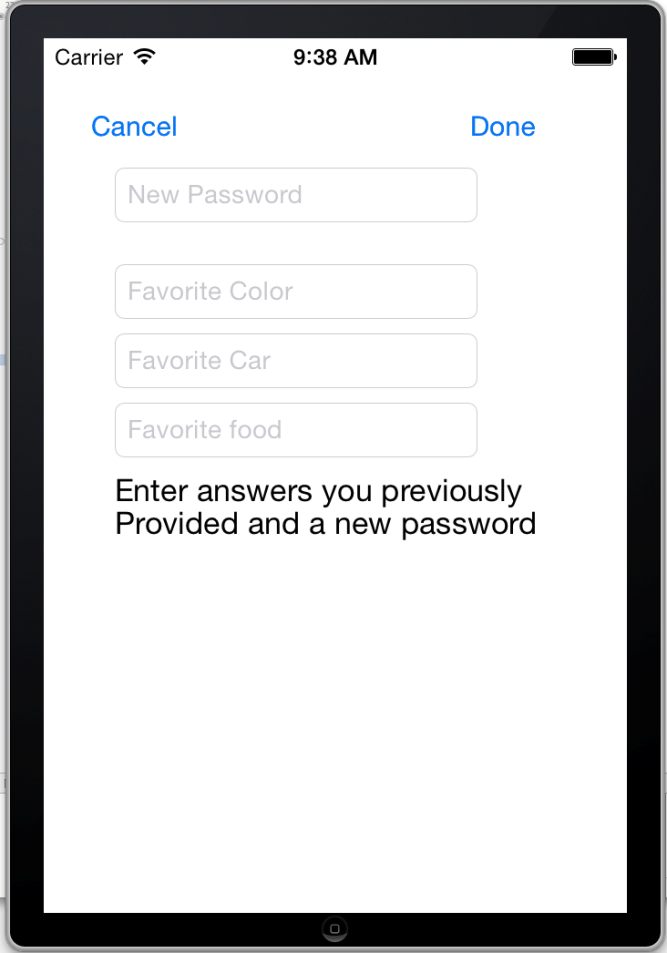 Carrier 9:38 AM
Cancel Done
New Password
Favorite Color
Favorite Car
Favorite food
Enter answers you previously
Provided and a new password